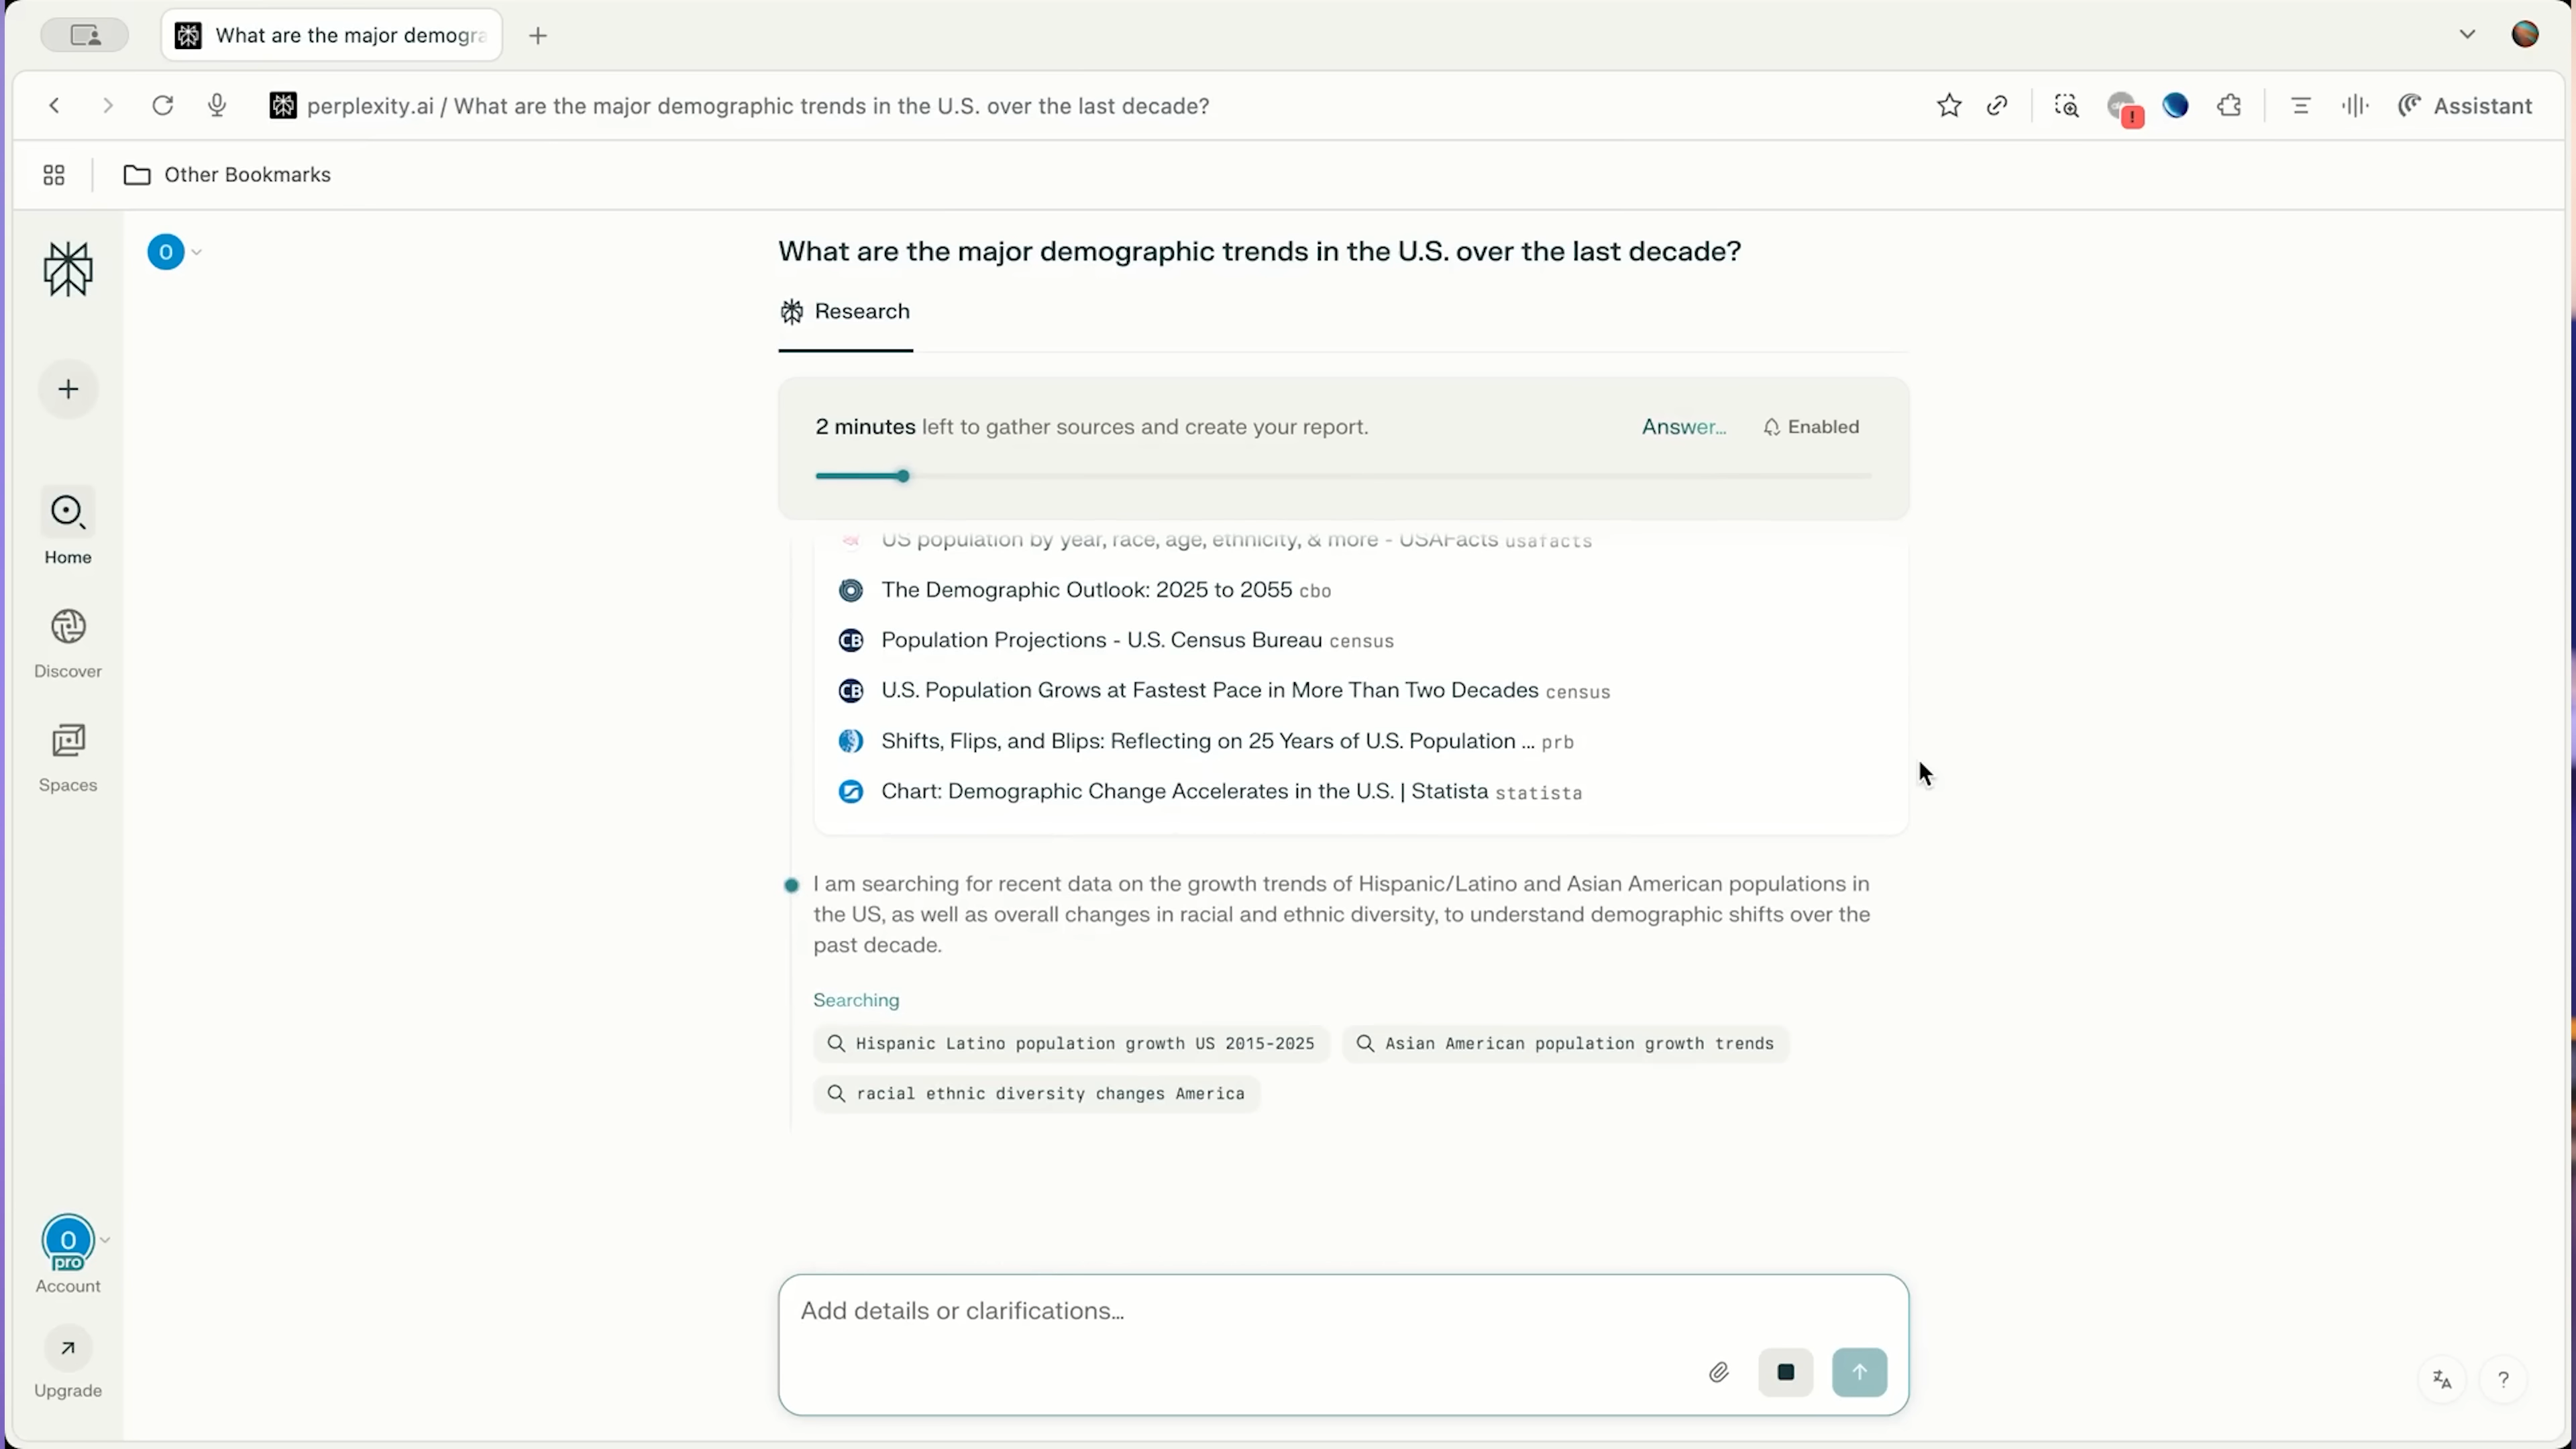 What are the major demogra
perplexity.ai / What are the major demographic trends in the U.S. over the last decade?
Assistant
Other Bookmarks
O
What are the major demographic trends in the U.S. over the last decade?
Research
2 minutes left to gather sources and create your report.
Answer...
Enabled
US population by year, race, age, ethnicity, & more - USAFacts usafacts
The Demographic Outlook: 2025 to 2055 cbo
CB Population Projections - U.S. Census Bureau census
CB U.S. Population Grows at Fastest Pace in More Than Two Decades census
Shifts, Flips, and Blips: Reflecting on 25 Years of U.S. Population ... prb
Chart: Demographic Change Accelerates in the U.S. | Statista statista
I am searching for recent data on the growth trends of Hispanic/Latino and Asian American populations in
the US, as well as overall changes in racial and ethnic diversity, to understand demographic shifts over the
past decade.
Searching
Hispanic Latino population growth US 2015-2025
Asian American population growth trends
racial ethnic diversity changes America
Add details or clarifications...
Home
Discover
Spaces
O
pro
Account
Upgrade
?